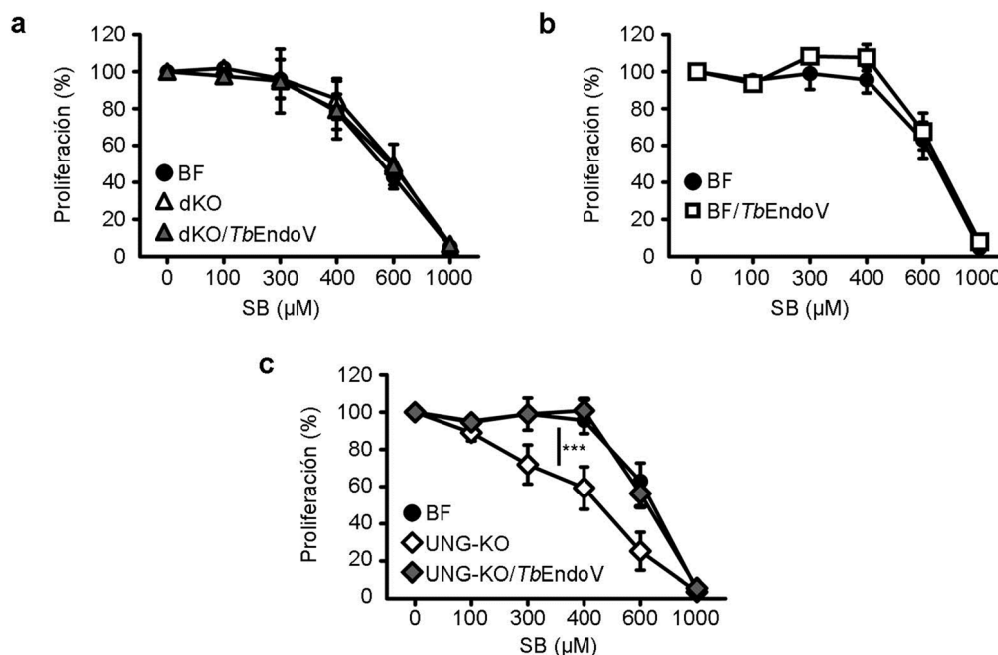 a
120
100
80
60
40
20
0
Proliferación (%)
BF
dKO
dKO/TbEndoV
0 100 300 400 600 1000
SB (µM)
b
120
100
80
60
40
20
0
Proliferación (%)
BF
BF/TbEndoV
0 100 300 400 600 1000
SB (µM)
c
120
100
80
60
40
20
0
Proliferación (%)
***
BF
UNG-KO
UNG-KO/TbEndoV
0 100 300 400 600 1000
SB (µM)